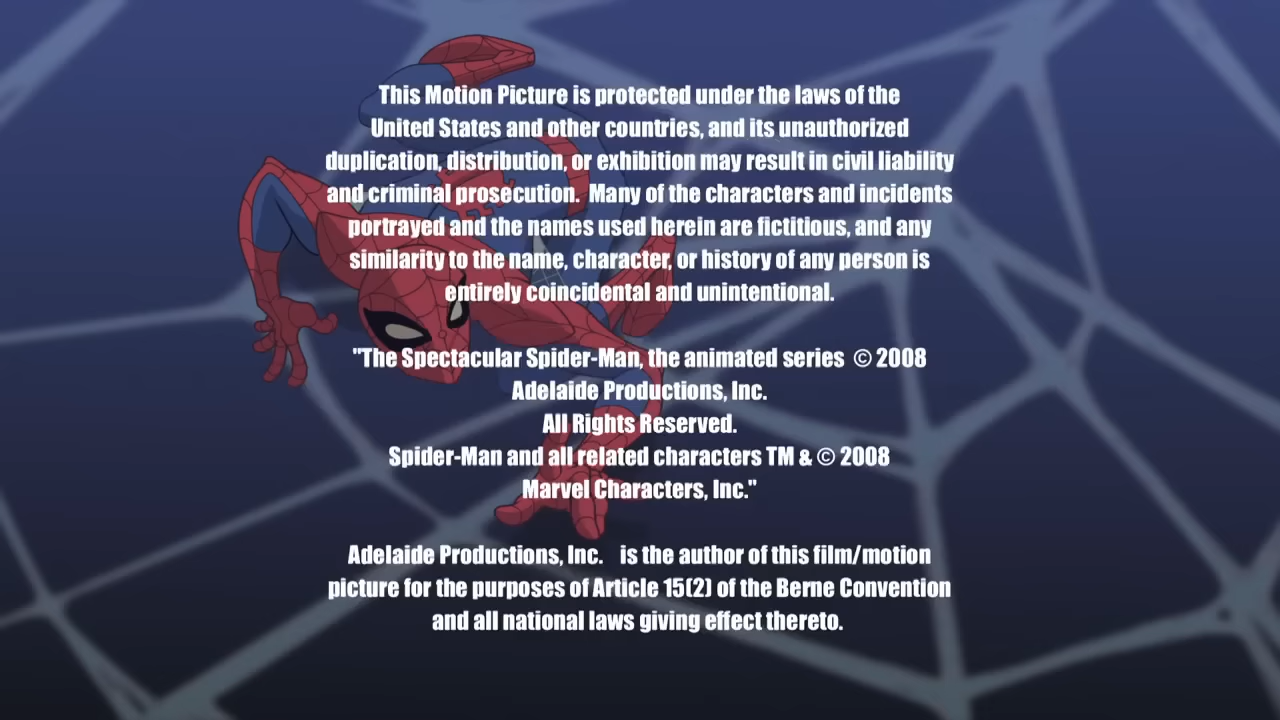 This Motion Picture is protected under the laws of the
United States and other countries, and its unauthorized
duplication, distribution, or exhibition may result in civil liability
and criminal prosecution.  Many of the characters and incidents
portrayed and the names used herein are fictitious, and any
similarity to the name, character, or history of any person is
entirely coincidental and unintentional.
"The Spectacular Spider-Man, the animated series  © 2008
Adelaide Productions, Inc.
All Rights Reserved.
Spider-Man and all related characters TM & © 2008
Marvel Characters, Inc."
Adelaide Productions, Inc.   is the author of this film/motion
picture for the purposes of Article 15(2) of the Berne Convention
and all national laws giving effect thereto.